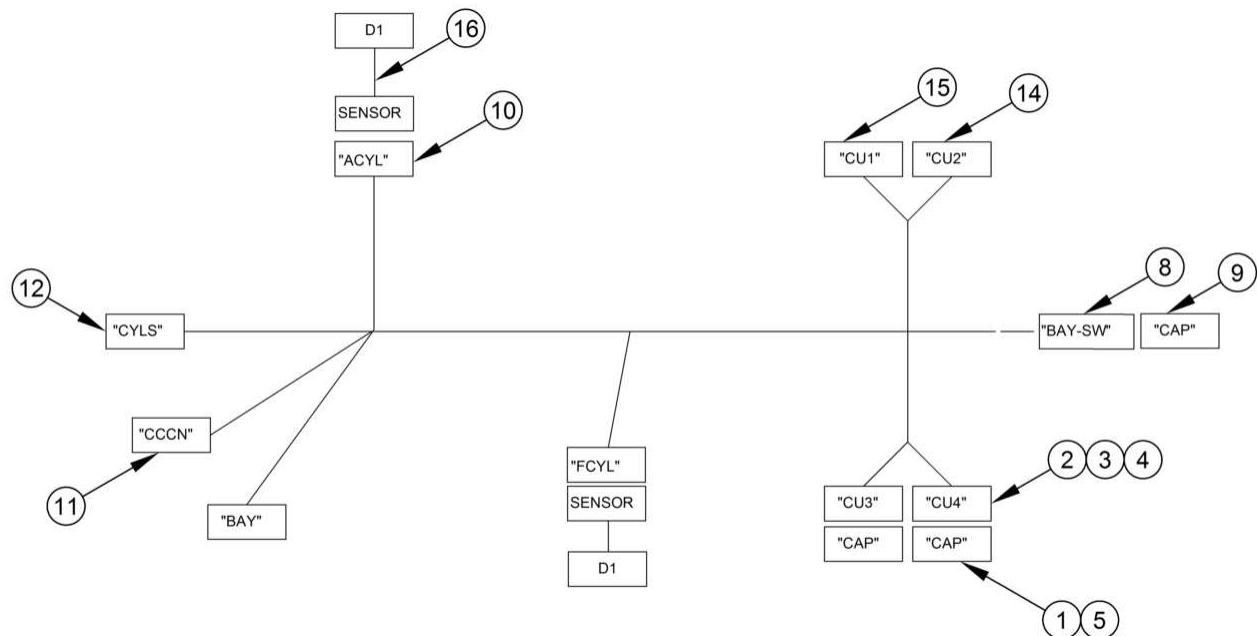 D1
16
SENSOR
10
"ACYL"
15
14
"CU1"
"CU2"
8
9
12
"CYLS"
"BAY-SW"
"CAP"
"CCCN"
11
"BAY"
"FCYL"
SENSOR
D1
2 3 4
"CU3"
"CU4"
"CAP"
"CAP"
1 5